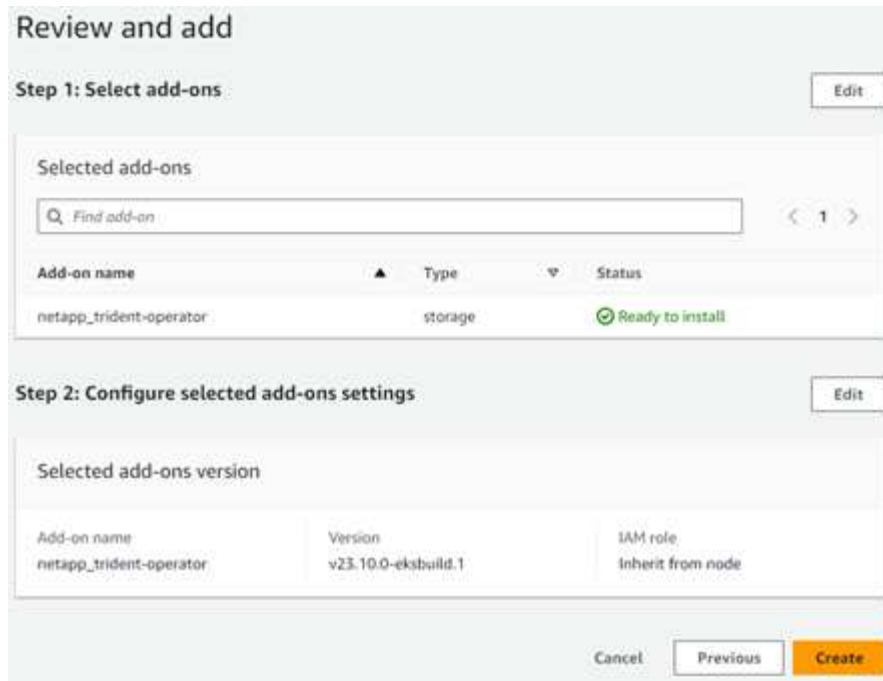 Review and add
Step 1: Select add-ons
Edit
Selected add-ons
Find add-on
1
Add-on name Type Status
netapp_trident-operator storage Ready to install
Step 2: Configure selected add-ons settings
Edit
Selected add-ons version
Add-on name Version IAM role
netapp_trident-operator v23.10.0-eksbuild.1 Inherit from node
Cancel Previous Create